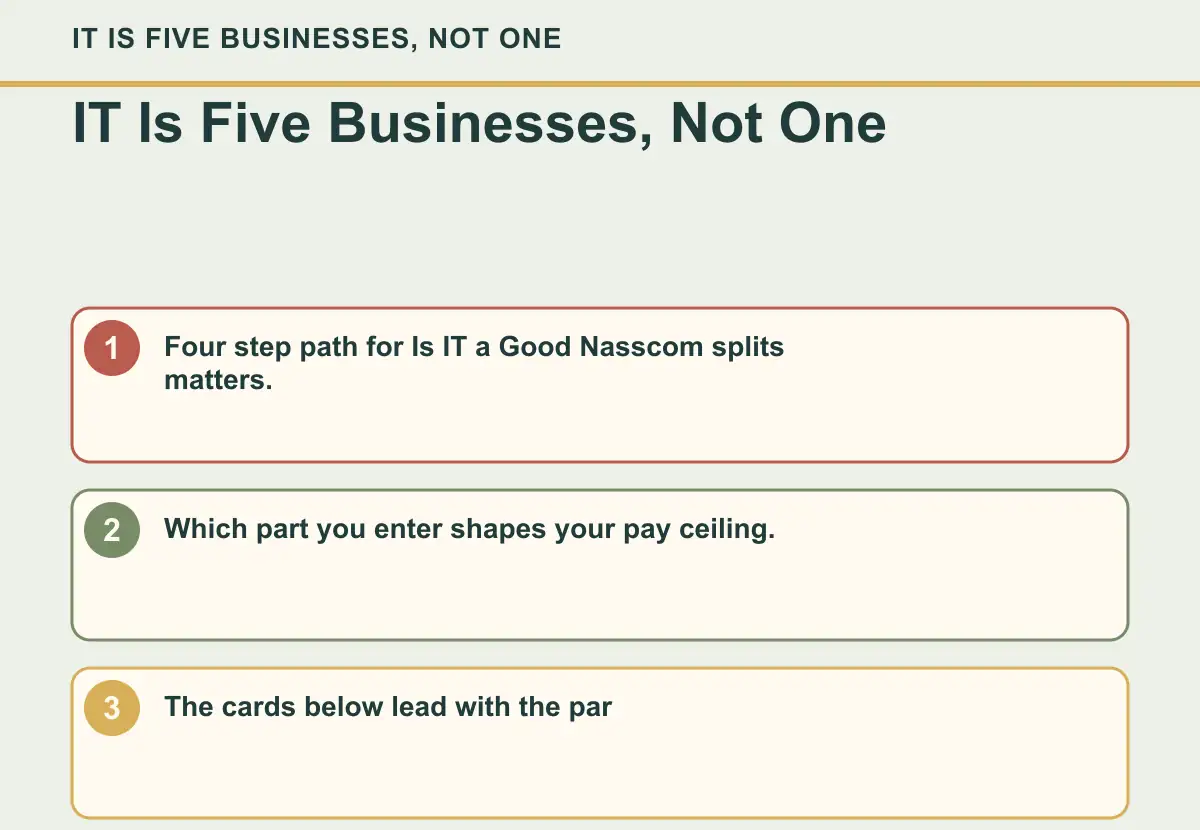 IT IS FIVE BUSINESSES, NOT ONE
IT Is Five Businesses, Not One
1
Four step path for Is IT a Good Nasscom splits
matters.
2
Which part you enter shapes your pay ceiling.
3
The cards below lead with the par